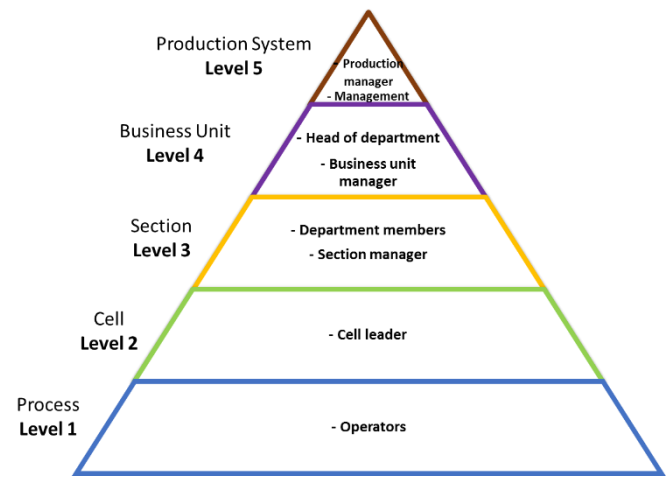 Production System
Level 5
- Production
manager
- Management
Business Unit
Level 4
- Head of department
- Business unit
manager
Section
Level 3
- Department members
- Section manager
Cell
Level 2
- Cell leader
Process
Level 1
- Operators